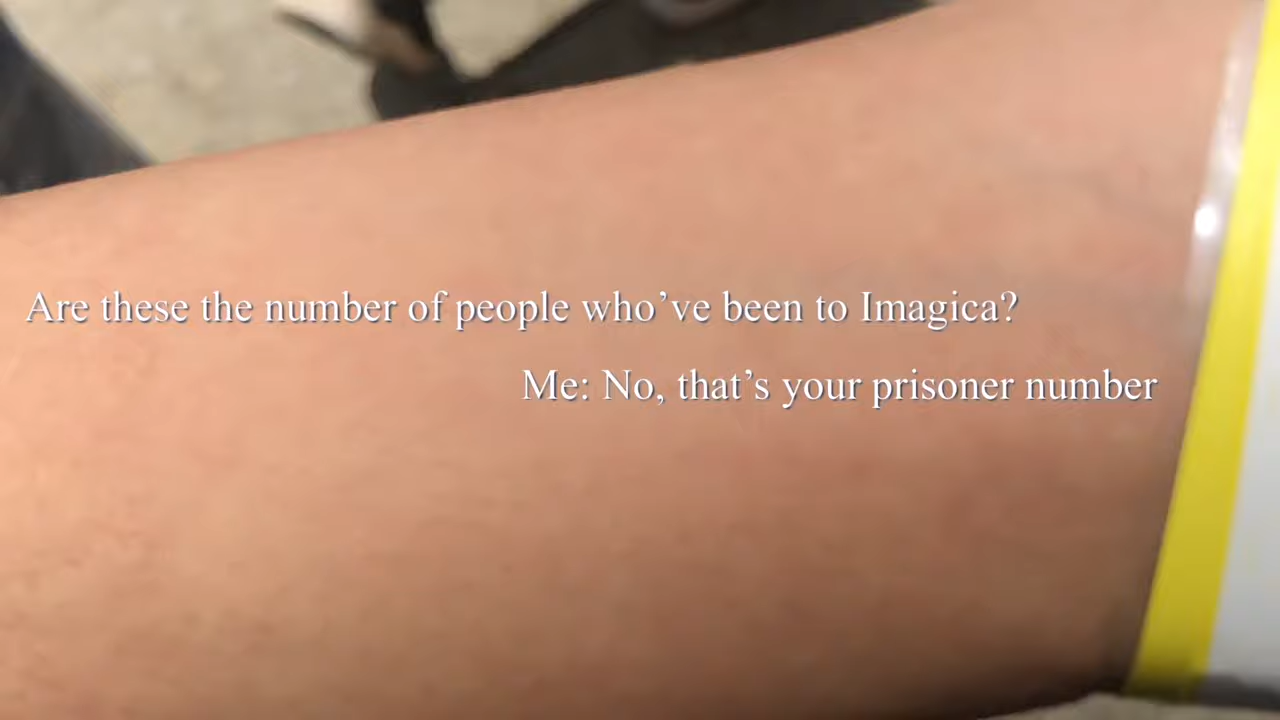 Are these the number of people who’ve been to Imagica?
Me: No, that’s your prisoner number